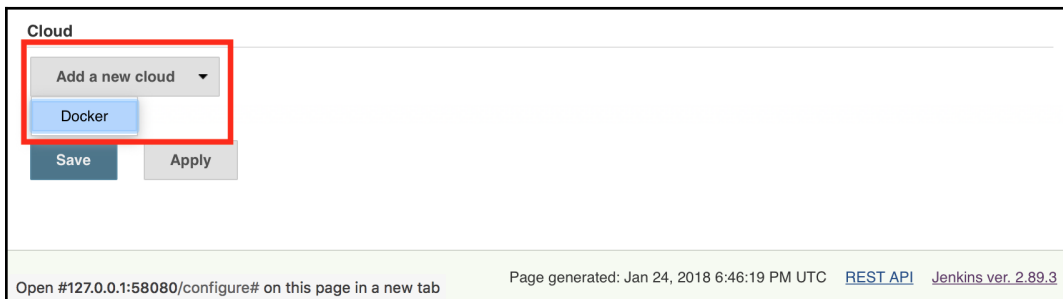 Cloud
Add a new cloud
Docker
Save Apply
Page generated: Jan 24, 2018 6:46:19 PM UTC REST API Jenkins ver. 2.89.3
Open #127.0.0.1:58080/configure# on this page in a new tab